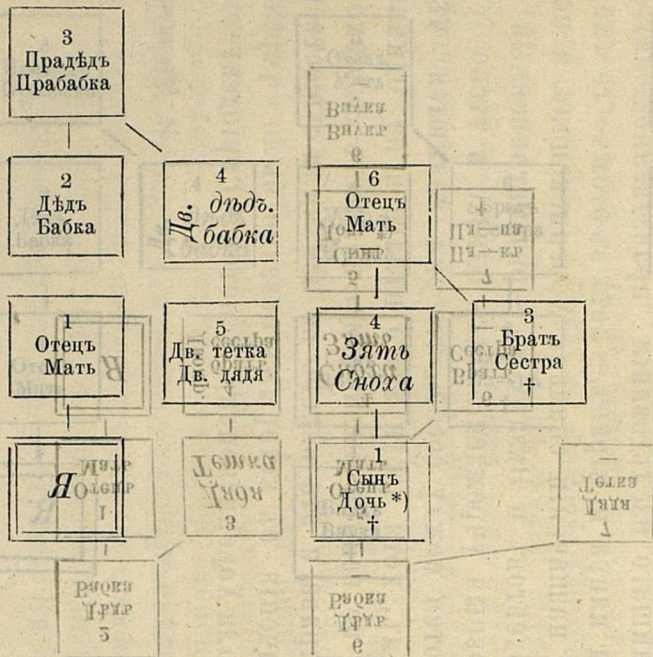 3
Прадѣдъ
Прабабка
2
Дѣдъ
Бабка
4
Дв. дѣдъ.
бабка
6
Отецъ
Мать
1
Отецъ
Мать
5
Дв. тетка
Дв. дядя
4
Зять
Сноха
3
Братъ
Сестра
†
Я
1
Сынъ
Дочь *)
†